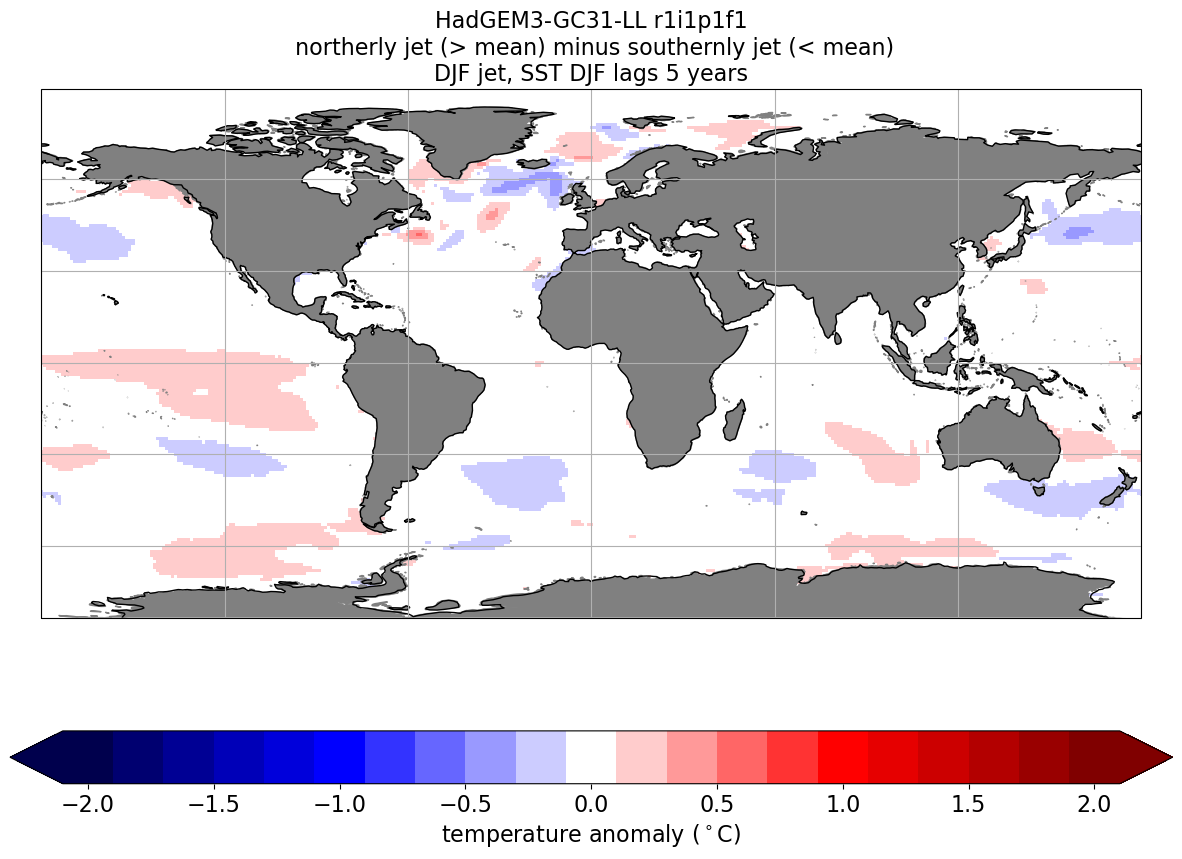 HadGEM3-GC31-LL r1i1p1f1
northerly jet (> mean) minus southernly jet (< mean)
DJF jet, SST DJF lags 5 years
−2.0 −1.5 −1.0 −0.5 0.0 0.5 1.0 1.5 2.0
temperature anomaly (°C)